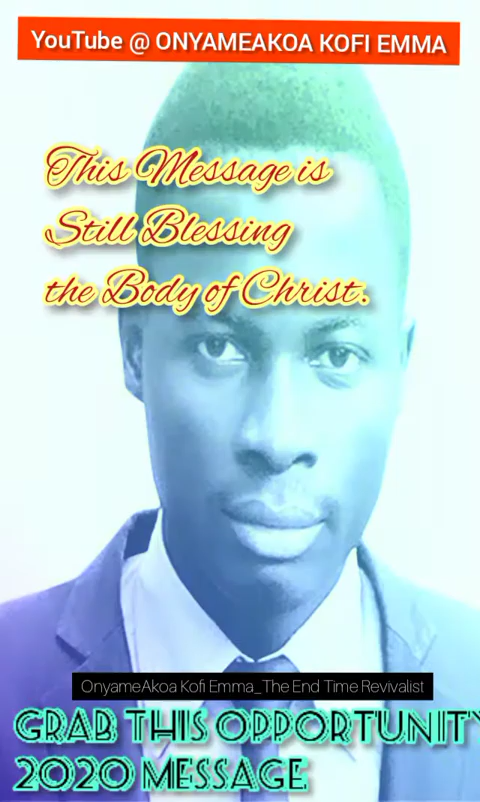 YouTube @ ONYAMEAKOA KOFI EMMA
This Message is
Still Blessing
the Body of Christ.
OnyameAkoa Kofi Emma_The End Time Revivalist
GRAB THIS OPPORTUNITY
2020 MESSAGE